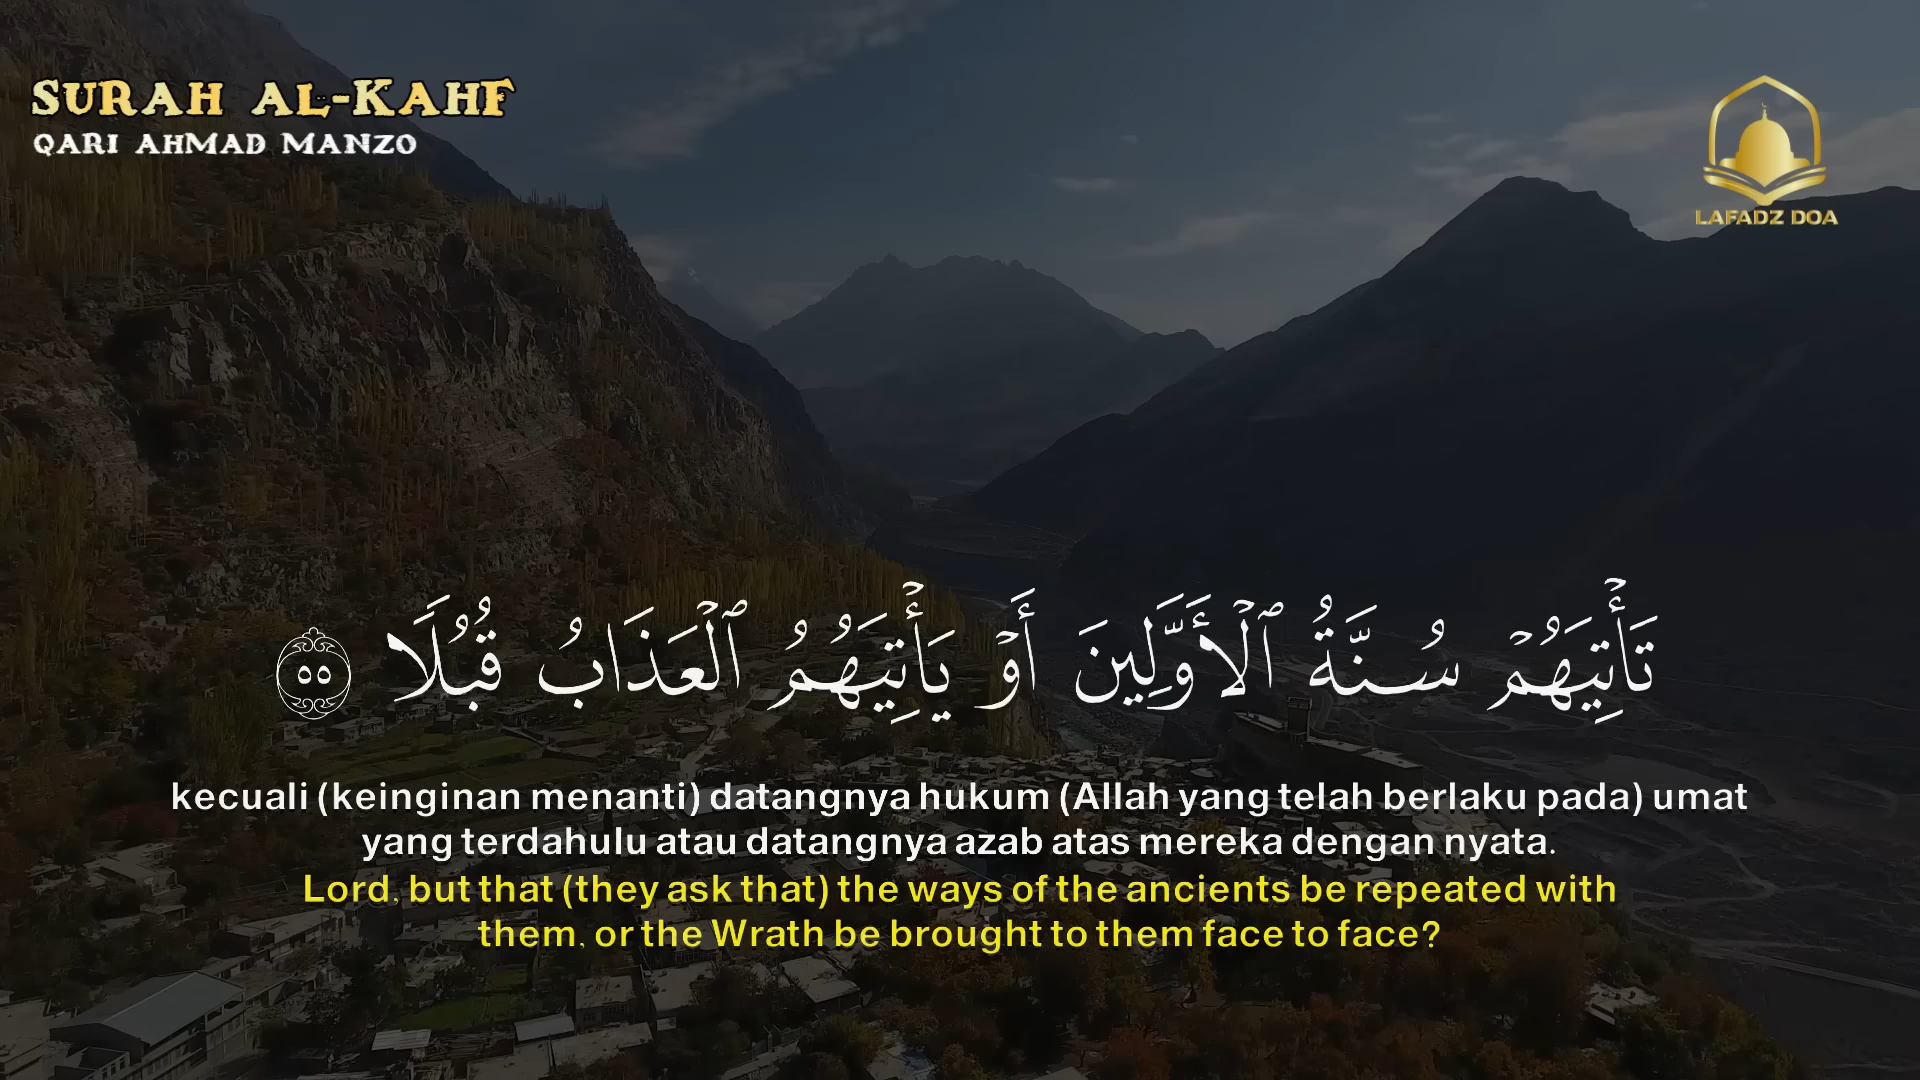 SURAH AL-KAHF
QARI AHMAD MANZO
LAFADZ DOA
تَأْتِيَهُمْ سُنَّةُ ٱلْأَوَّلِينَ أَوْ يَأْتِيَهُمُ ٱلْعَذَابُ قُبُلًا ٥٥
kecuali (keinginan menanti) datangnya hukum (Allah yang telah berlaku pada) umat
yang terdahulu atau datangnya azab atas mereka dengan nyata.
Lord, but that (they ask that) the ways of the ancients be repeated with
them, or the Wrath be brought to them face to face?